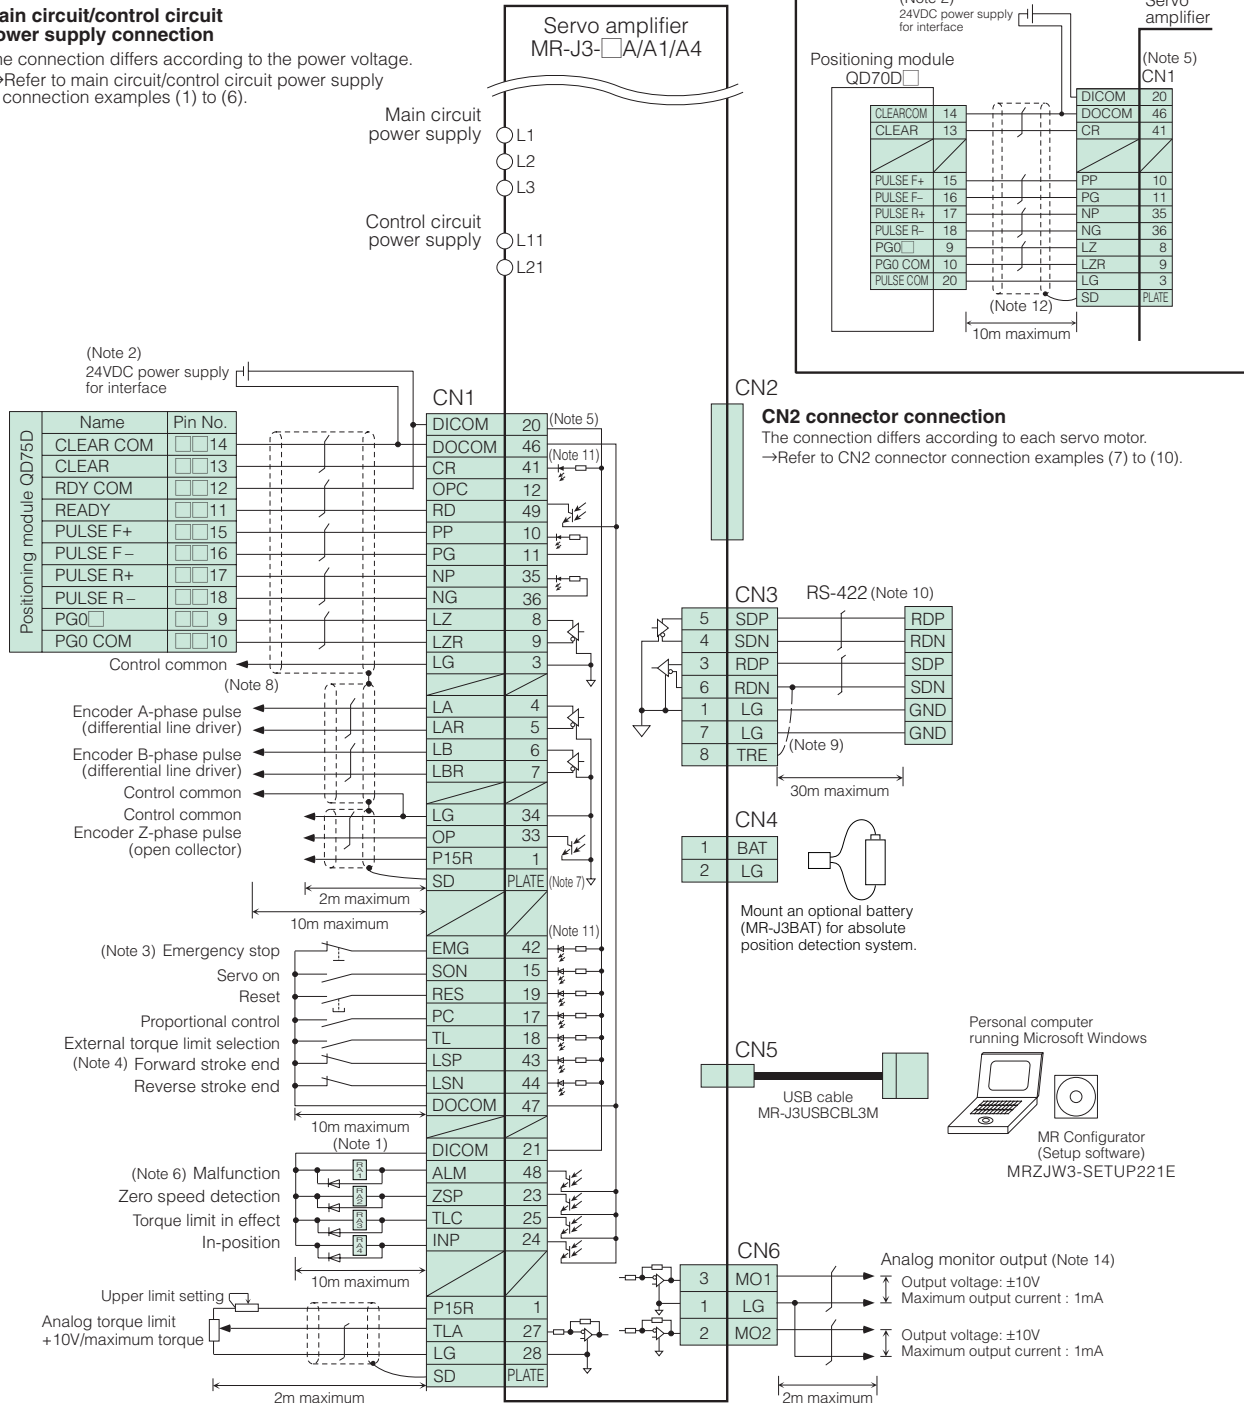 ain circuit/control circuit
ower supply connection
he connection differs according to the power voltage.
→Refer to main circuit/control circuit power supply
connection examples (1) to (6).
Servo amplifier
MR-J3-□A/A1/A4
Main circuit
power supply
L1
L2
L3
Control circuit
power supply
L11
L21
(Note 2)
24VDC power supply
for interface
Servo
amplifier
Positioning module
QD70D□
(Note 5)
CN1
DICOM 20
CLEARCOM 14 DOCOM 46
CLEAR 13 CR 41
PULSE F+ 15 PP 10
PULSE F− 16 PG 11
PULSE R+ 17 NP 35
PULSE R− 18 NG 36
PG0□ 9 LZ 8
PG0 COM 10 LZR 9
PULSE COM 20 LG 3
SD PLATE
(Note 12)
10m maximum
(Note 2)
24VDC power supply
for interface
CN1
Positioning module QD75D
Name Pin No.
CLEAR COM □□14
CLEAR □□13
RDY COM □□12
READY □□11
PULSE F+ □□15
PULSE F− □□16
PULSE R+ □□17
PULSE R− □□18
PG0□ □□ 9
PG0 COM □□10
Control common
(Note 8)
DICOM 20 (Note 5)
DOCOM 46
(Note 11)
CR 41
OPC 12
RD 49
PP 10
PG 11
NP 35
NG 36
LZ 8
LZR 9
LG 3
Encoder A-phase pulse
(differential line driver)
LA 4
LAR 5
Encoder B-phase pulse
(differential line driver)
LB 6
LBR 7
Control common
Control common
LG 34
Encoder Z-phase pulse
(open collector)
OP 33
P15R 1
SD PLATE (Note 7)
2m maximum
10m maximum
(Note 11)
(Note 3) Emergency stop EMG 42
Servo on SON 15
Reset RES 19
Proportional control PC 17
External torque limit selection TL 18
(Note 4) Forward stroke end LSP 43
Reverse stroke end LSN 44
DOCOM 47
10m maximum
(Note 1)
DICOM 21
(Note 6) Malfunction RA1 ALM 48
Zero speed detection RA2 ZSP 23
Torque limit in effect RA3 TLC 25
In-position RA4 INP 24
10m maximum
Upper limit setting
P15R 1
Analog torque limit
+10V/maximum torque
TLA 27
LG 28
SD PLATE
2m maximum
CN2
CN2 connector connection
The connection differs according to each servo motor.
→Refer to CN2 connector connection examples (7) to (10).
CN3
RS-422 (Note 10)
5 SDP RDP
4 SDN RDN
3 RDP SDP
6 RDN SDN
1 LG GND
7 LG GND
8 TRE
(Note 9)
30m maximum
CN4
1 BAT
2 LG
Mount an optional battery
(MR-J3BAT) for absolute
position detection system.
CN5
USB cable
MR-J3USBCBL3M
Personal computer
running Microsoft Windows
MR Configurator
(Setup software)
MRZJW3-SETUP221E
CN6
3 MO1
1 LG
2 MO2
Analog monitor output (Note 14)
Output voltage: ±10V
Maximum output current : 1mA
Output voltage: ±10V
Maximum output current : 1mA
2m maximum